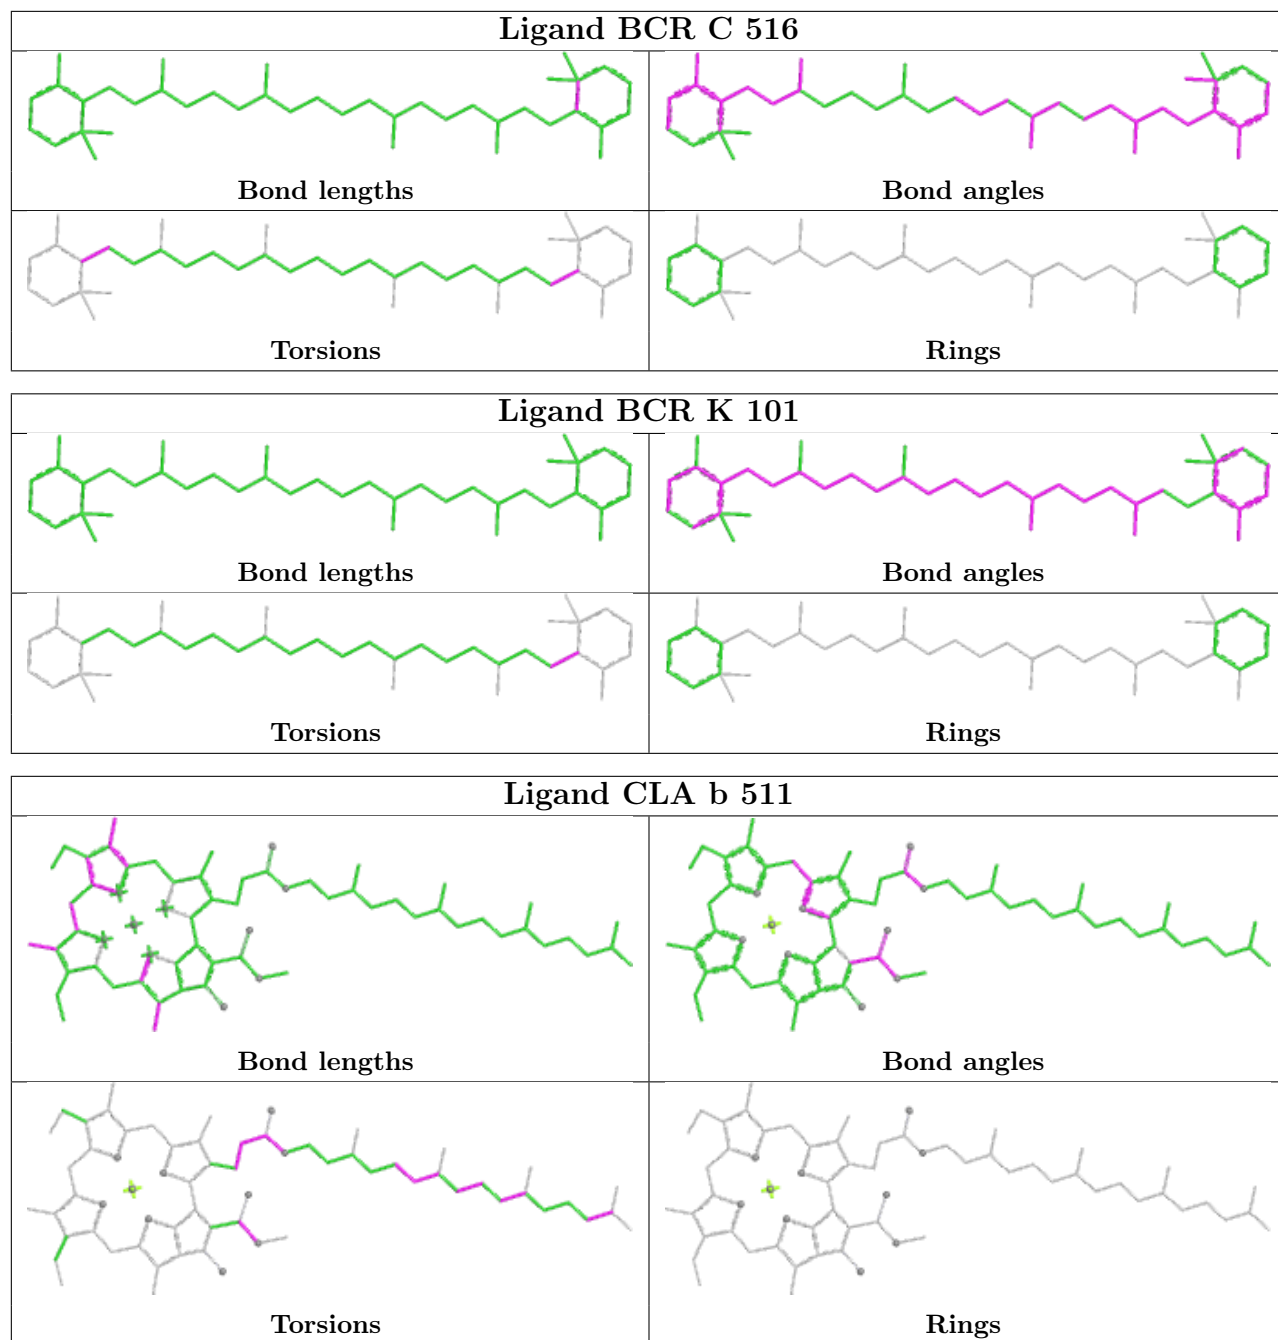 Ligand BCR C 516
Bond lengths
Bond angles
Torsions
Rings
Ligand BCR K 101
Bond lengths
Bond angles
Torsions
Rings
Ligand CLA b 511
Bond lengths
Bond angles
Torsions
Rings